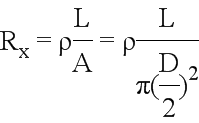 Rₓ = ρ L/A = ρ L/(π(D/2)²)